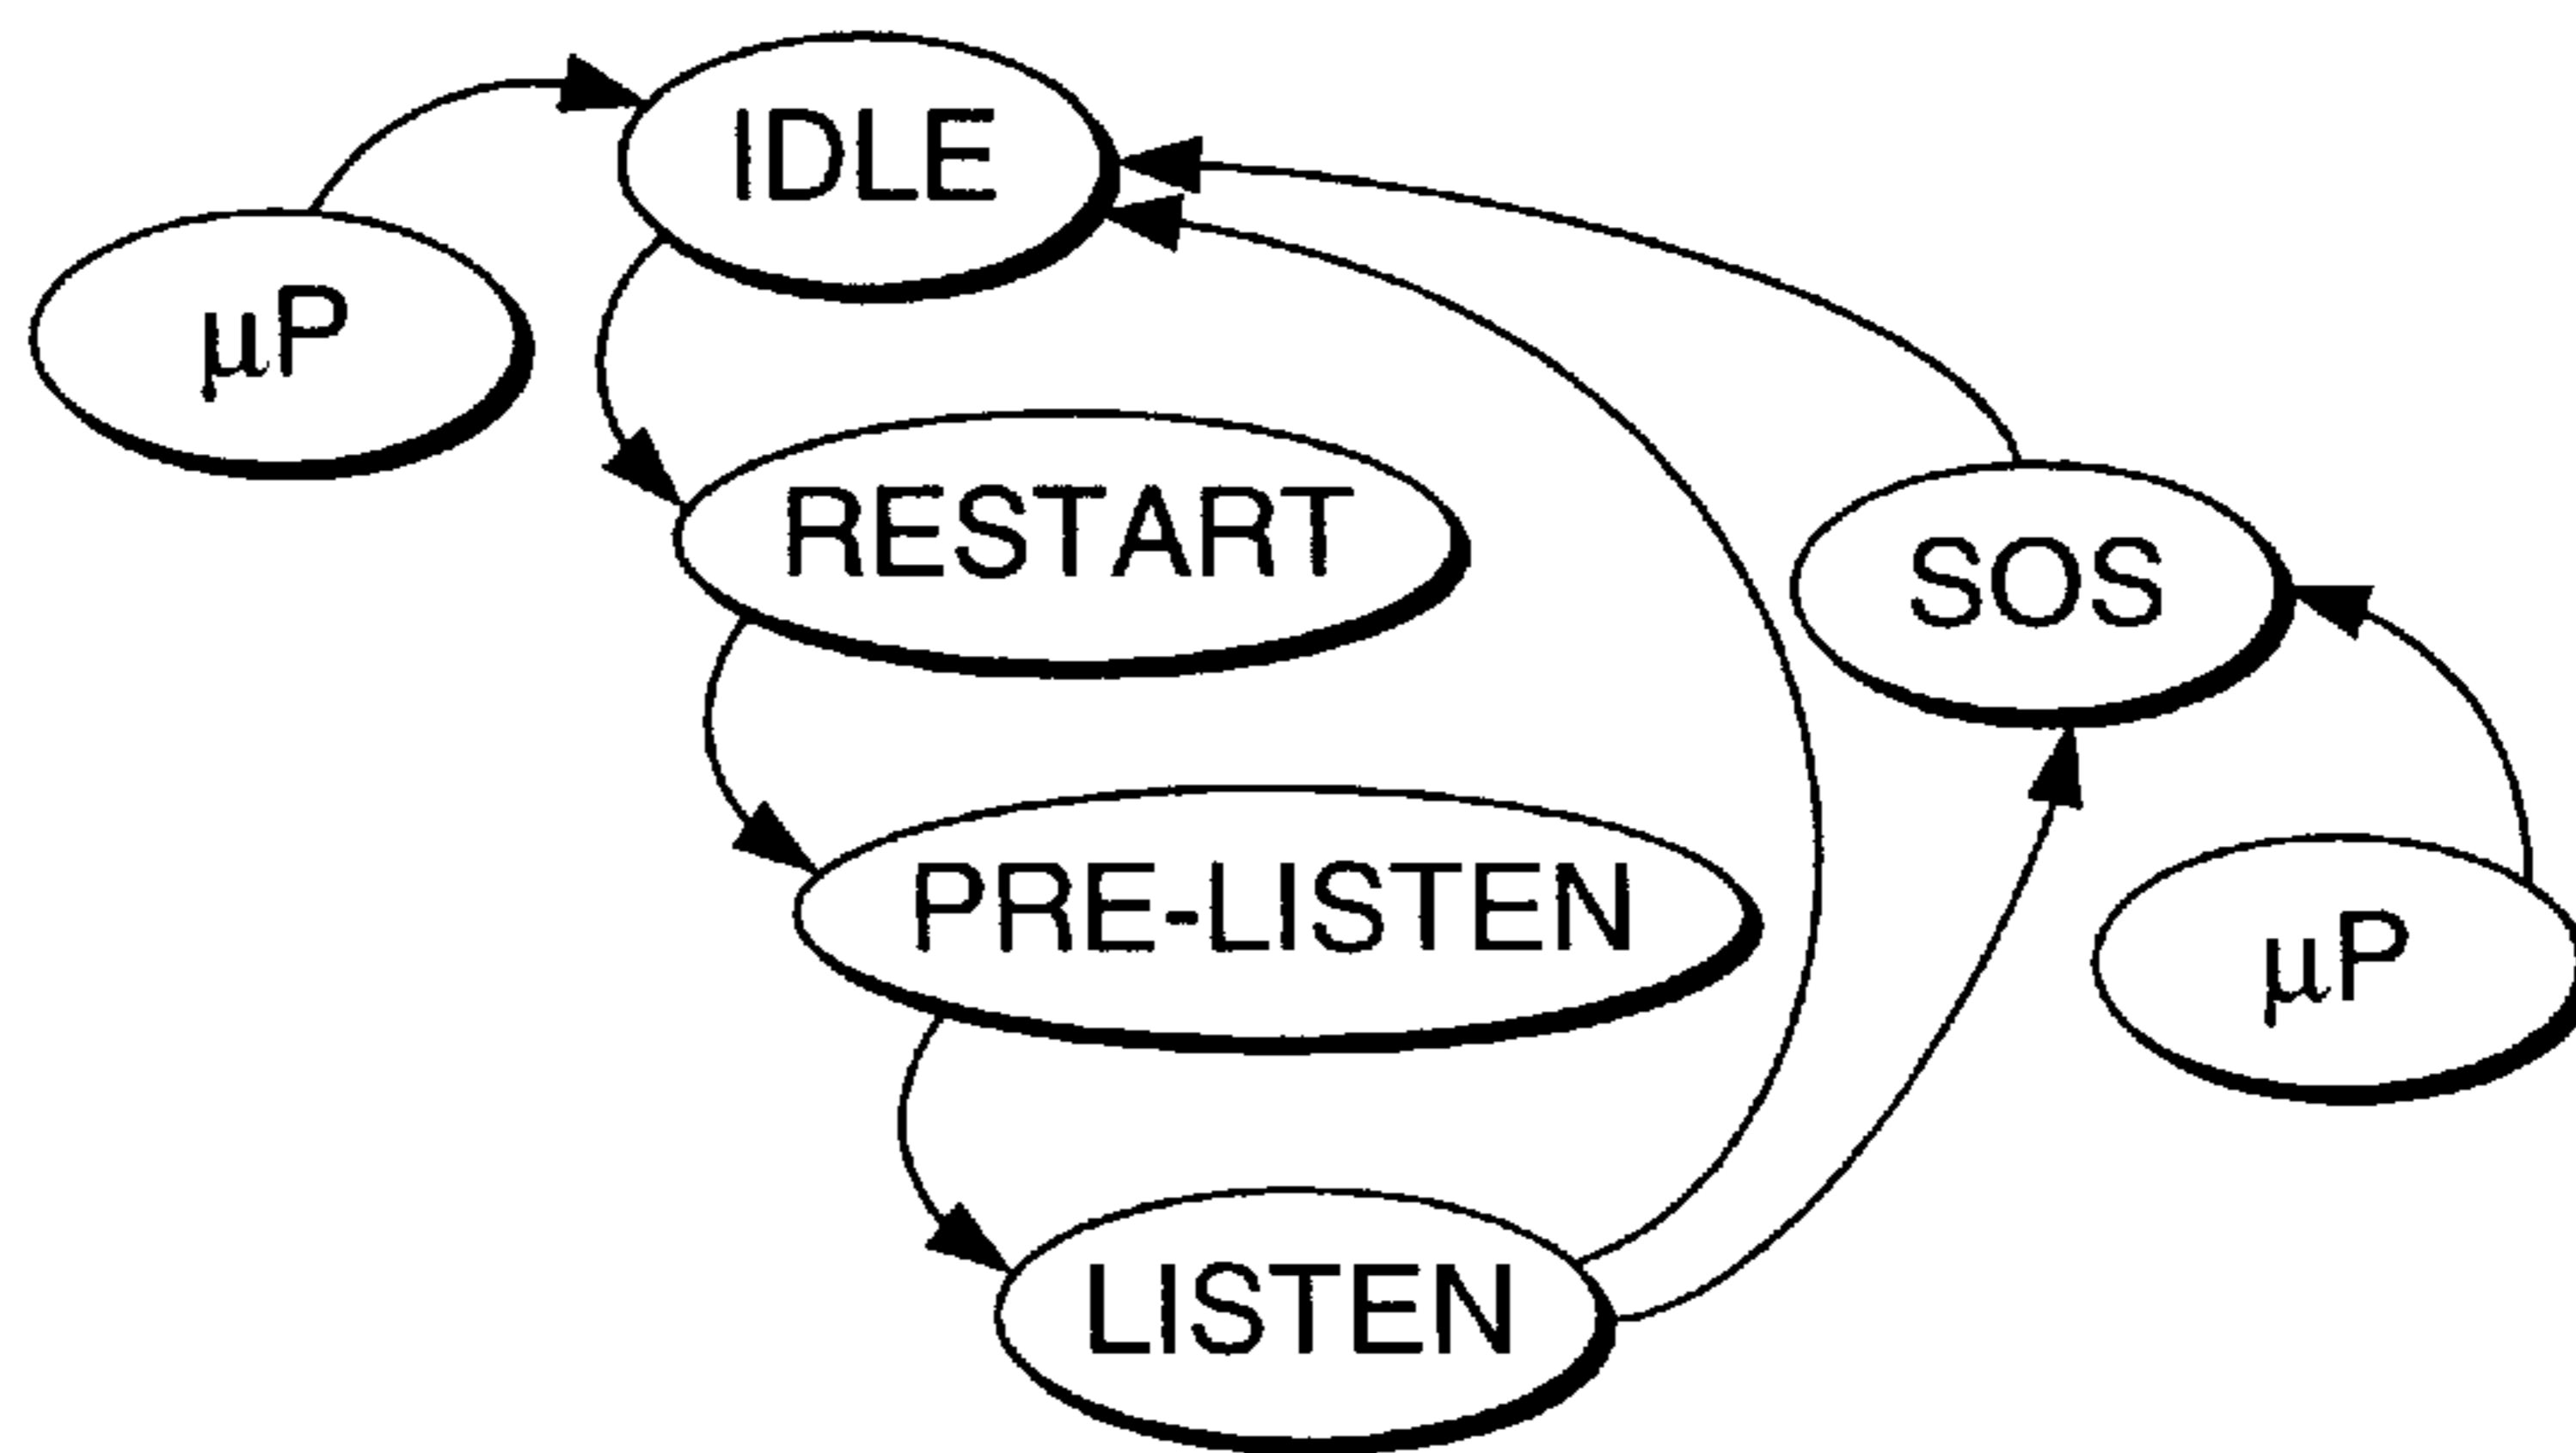 IDLE
µP
RESTART
SOS
PRE-LISTEN
µP
LISTEN